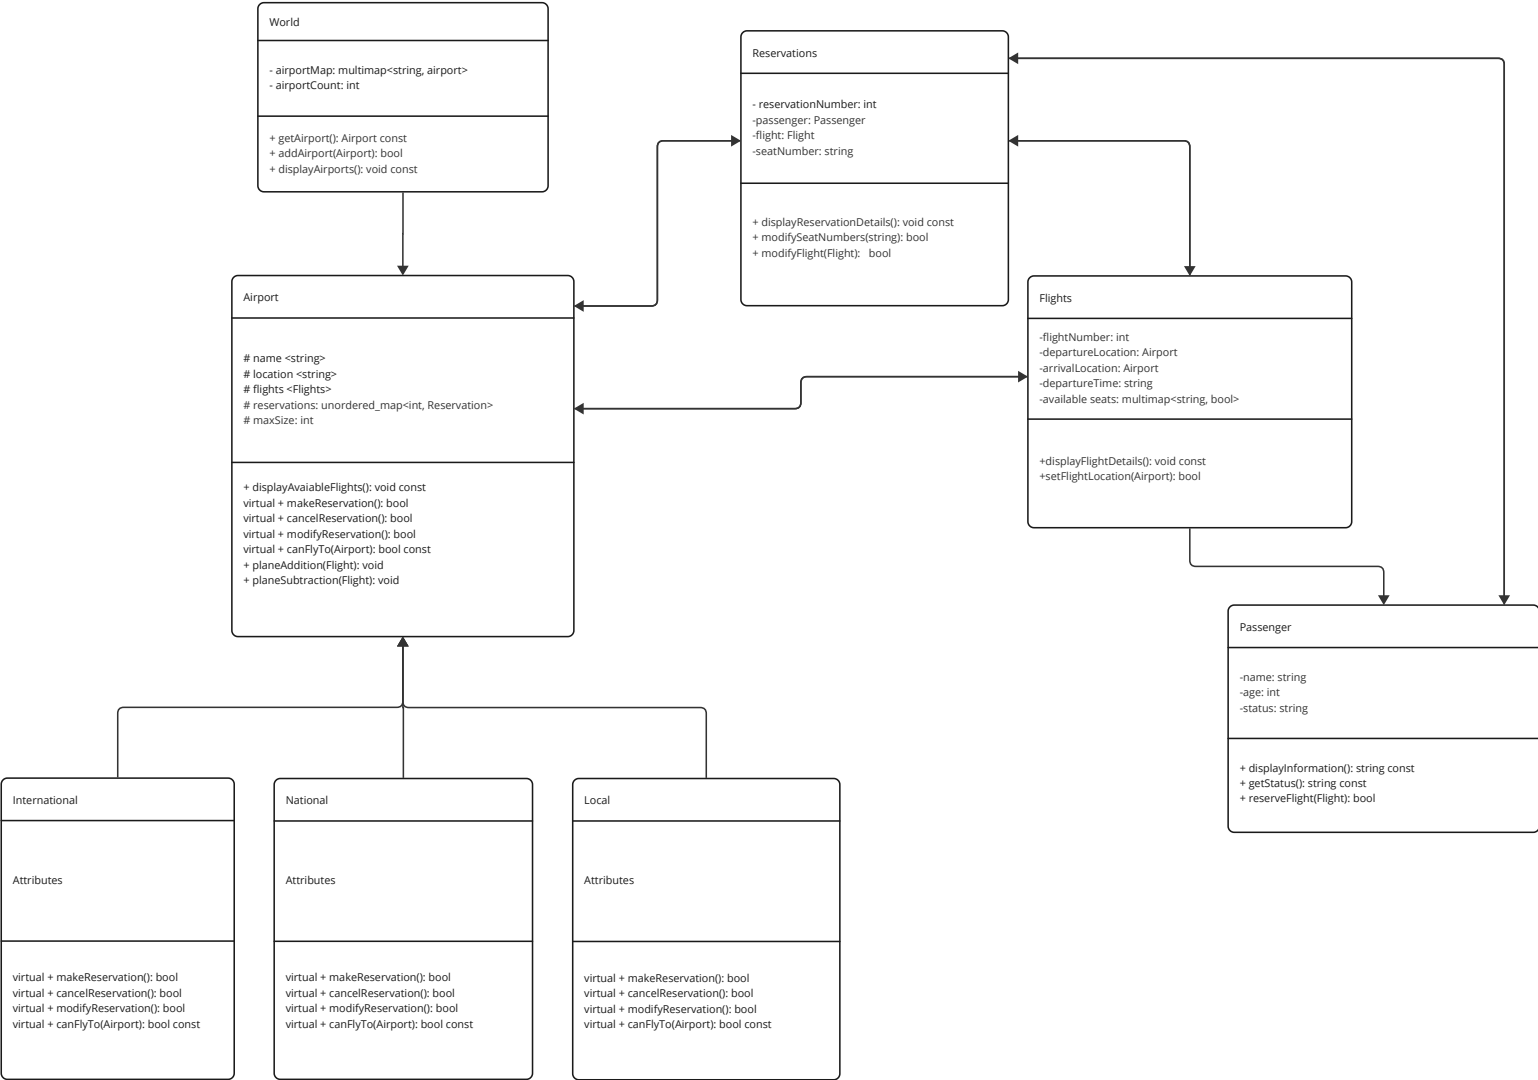 World
- airportMap: multimap<string, airport>
- airportCount: int
+ getAirport(): Airport const
+ addAirport(Airport): bool
+ displayAirports(): void const
Reservations
- reservationNumber: int
-passenger: Passenger
-flight: Flight
-seatNumber: string
+ displayReservationDetails(): void const
+ modifySeatNumbers(string): bool
+ modifyFlight(Flight): bool
Airport
# name <string>
# location <string>
# flights <Flights>
# reservations: unordered_map<int, Reservation>
# maxSize: int
+ displayAvaiableFlights(): void const
virtual + makeReservation(): bool
virtual + cancelReservation(): bool
virtual + modifyReservation(): bool
virtual + canFlyTo(Airport): bool const
+ planeAddition(Flight): void
+ planeSubtraction(Flight): void
Flights
-flightNumber: int
-departureLocation: Airport
-arrivalLocation: Airport
-departureTime: string
-available seats: multimap<string, bool>
+displayFlightDetails(): void const
+setFlightLocation(Airport): bool
Passenger
-name: string
-age: int
-status: string
+ displayInformation(): string const
+ getStatus(): string const
+ reserveFlight(Flight): bool
International
Attributes
virtual + makeReservation(): bool
virtual + cancelReservation(): bool
virtual + modifyReservation(): bool
virtual + canFlyTo(Airport): bool const
National
Attributes
virtual + makeReservation(): bool
virtual + cancelReservation(): bool
virtual + modifyReservation(): bool
virtual + canFlyTo(Airport): bool const
Local
Attributes
virtual + makeReservation(): bool
virtual + cancelReservation(): bool
virtual + modifyReservation(): bool
virtual + canFlyTo(Airport): bool const